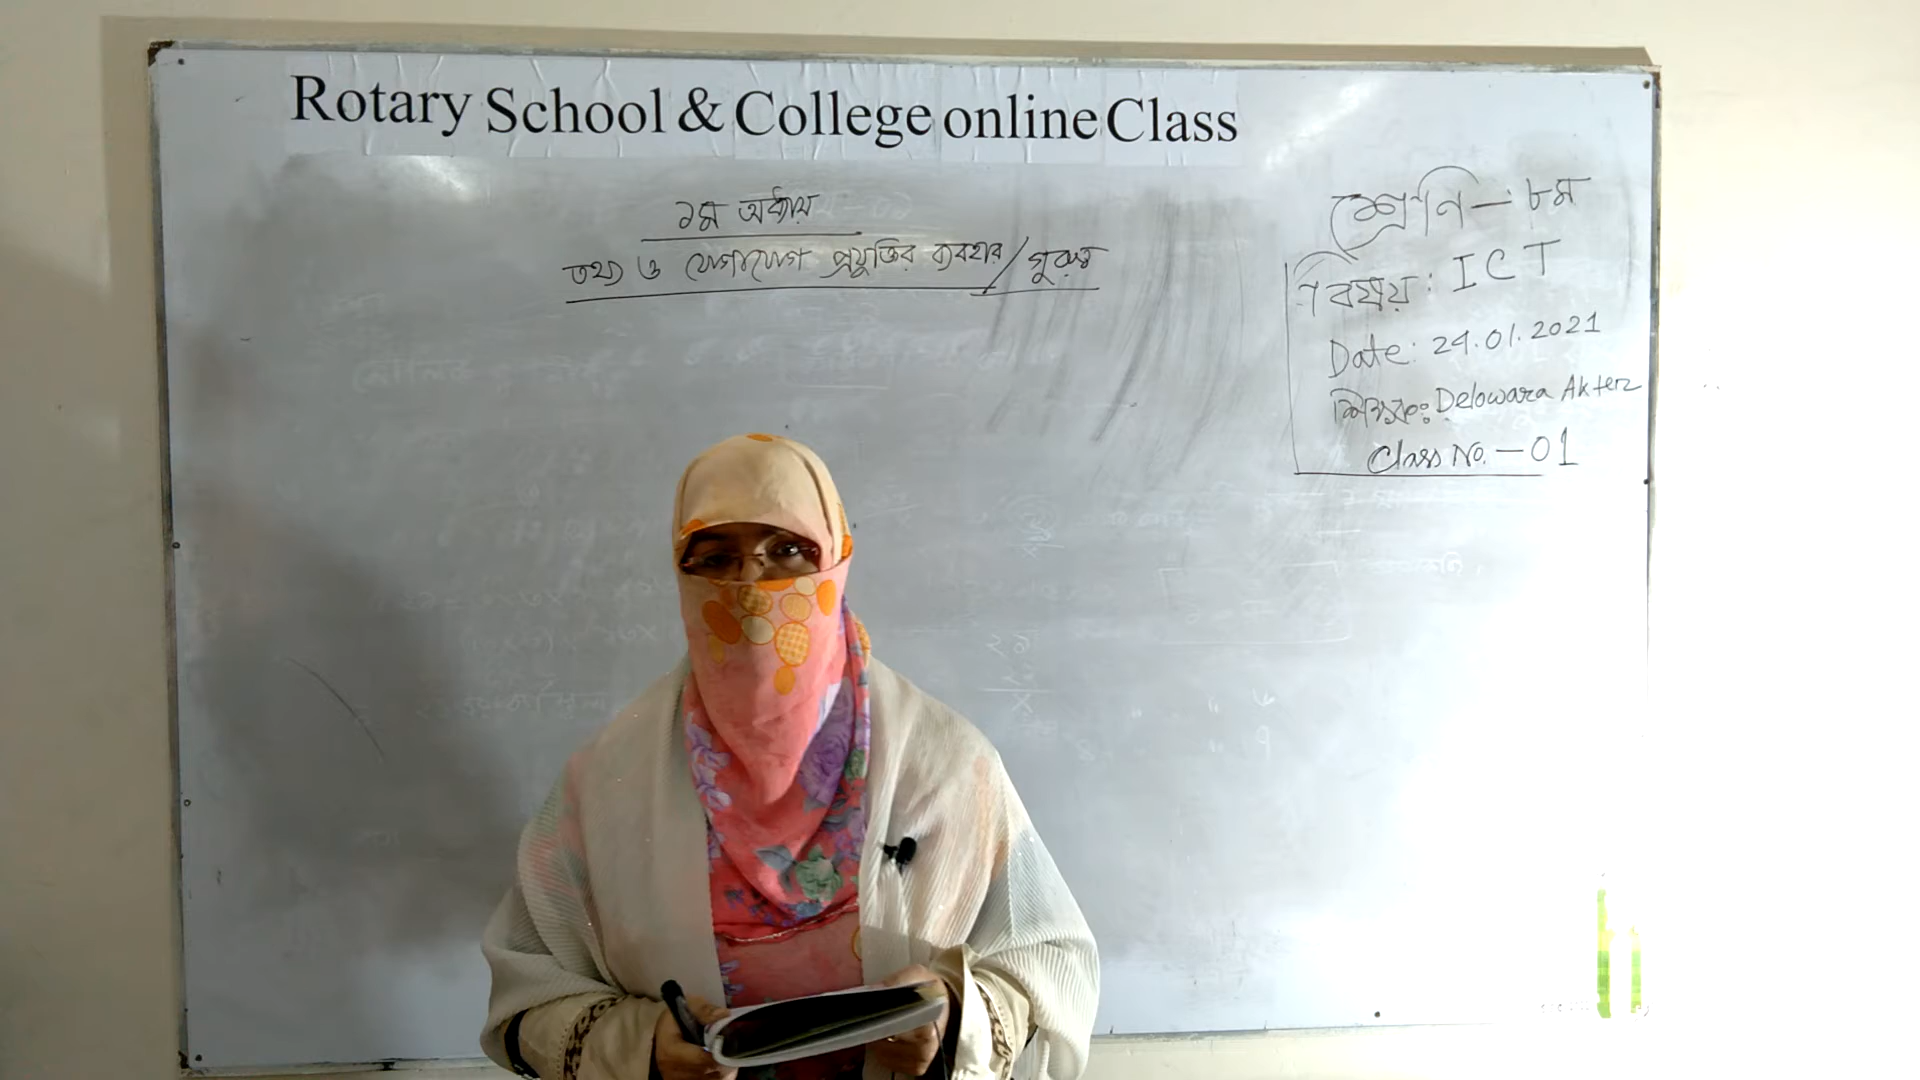 Rotary School & College online Class
১ম অধ্যায়
তথ্য ও যোগাযোগ প্রযুক্তির ব্যবহার / গুরুত্ব
শ্রেণি - ৮ম
বিষয়: ICT
Date: 24.01.2021
শিক্ষক: Delowara Akter
Class No. - 01